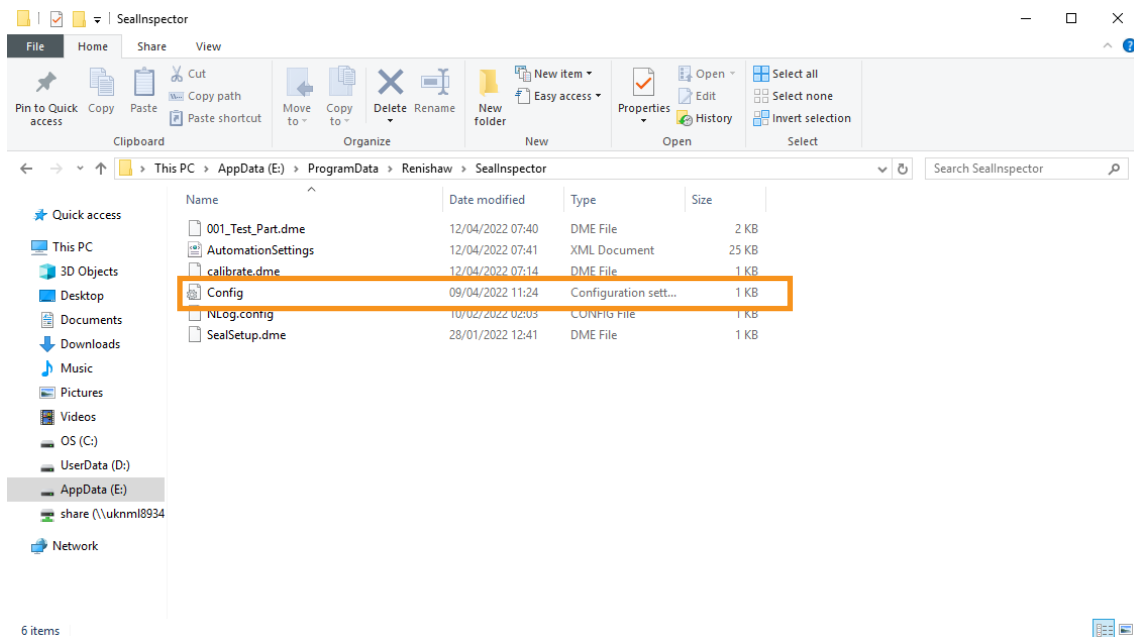 SealInspector
File Home Share View
Pin to Quick access
Copy
Paste
Cut
Copy path
Paste shortcut
Clipboard
Move to
Copy to
Delete
Rename
Organize
New folder
New item
Easy access
New
Properties
Open
Edit
History
Open
Select all
Select none
Invert selection
Select
This PC > AppData (E:) > ProgramData > Renishaw > SealInspector
Search SealInspector
Quick access
This PC
3D Objects
Desktop
Documents
Downloads
Music
Pictures
Videos
OS (C:)
UserData (D:)
AppData (E:)
share (\\uknml8934
Network
Name Date modified Type Size
001_Test_Part.dme 12/04/2022 07:40 DME File 2 KB
AutomationSettings 12/04/2022 07:41 XML Document 25 KB
calibrate.dme 12/04/2022 07:14 DME File 1 KB
Config 09/04/2022 11:24 Configuration sett... 1 KB
NLog.config 10/02/2022 02:03 CONFIG File 1 KB
SealSetup.dme 28/01/2022 12:41 DME File 1 KB
6 items